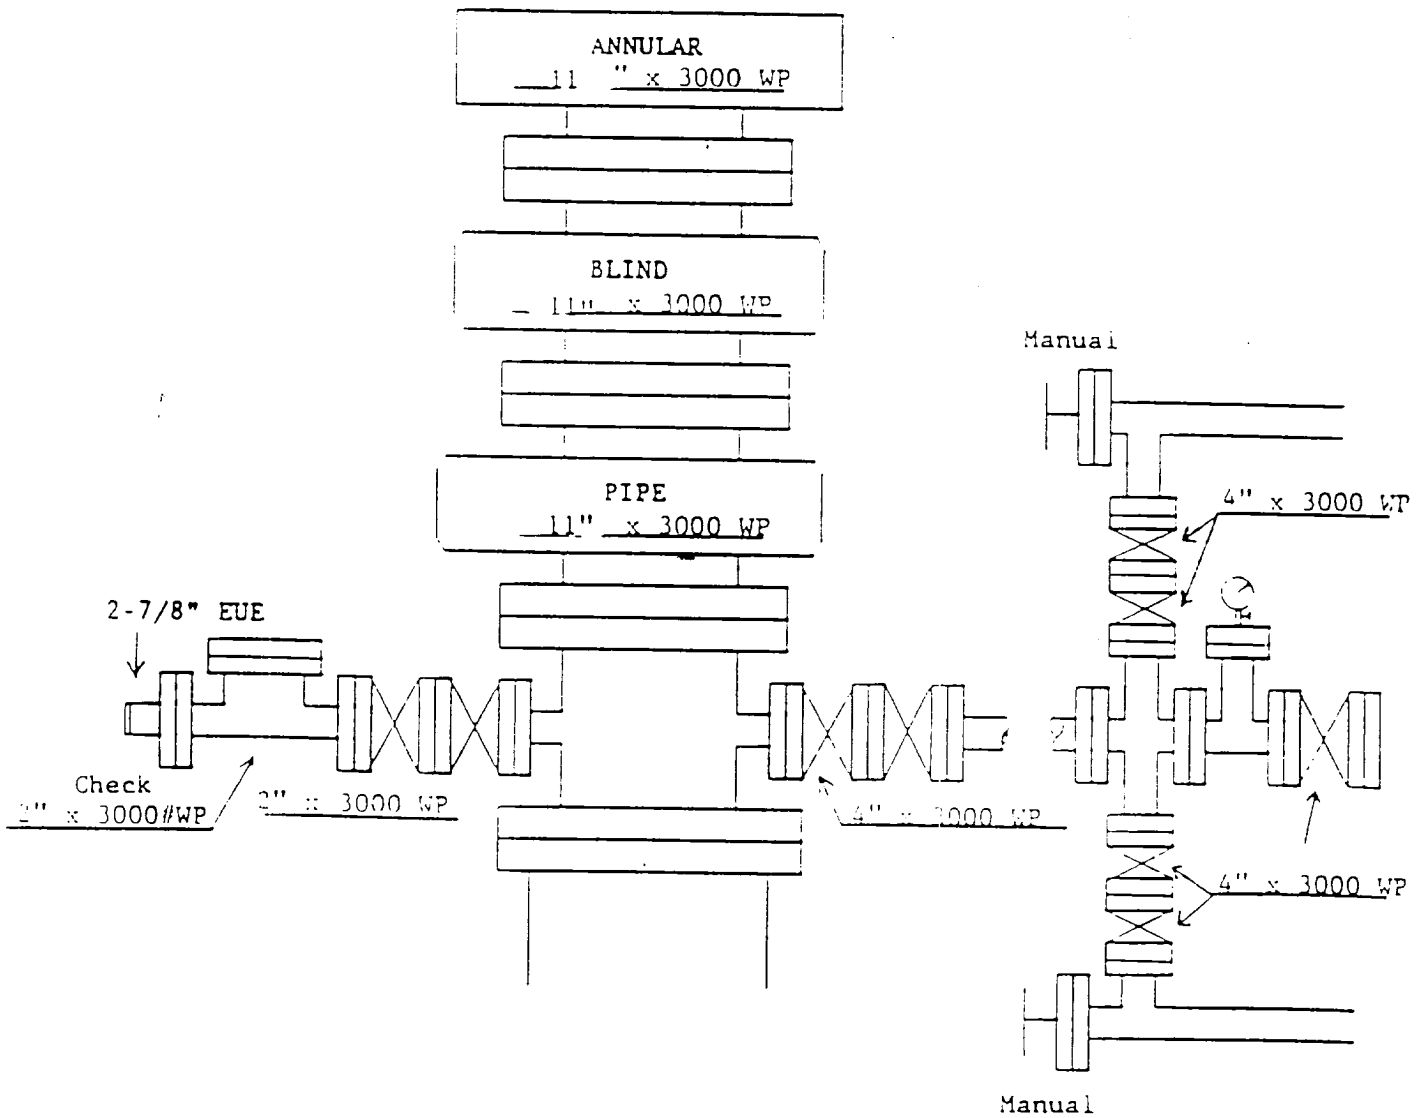 ANNULAR
11 " x 3000 WP
BLIND
11" x 3000 WP
Manual
PIPE
11" x 3000 WP
4" x 3000 WP
2-7/8" EUE
Check
2" x 3000#WP
2" x 3000 WP
4" x 3000 WP
4" x 3000 WP
Manual